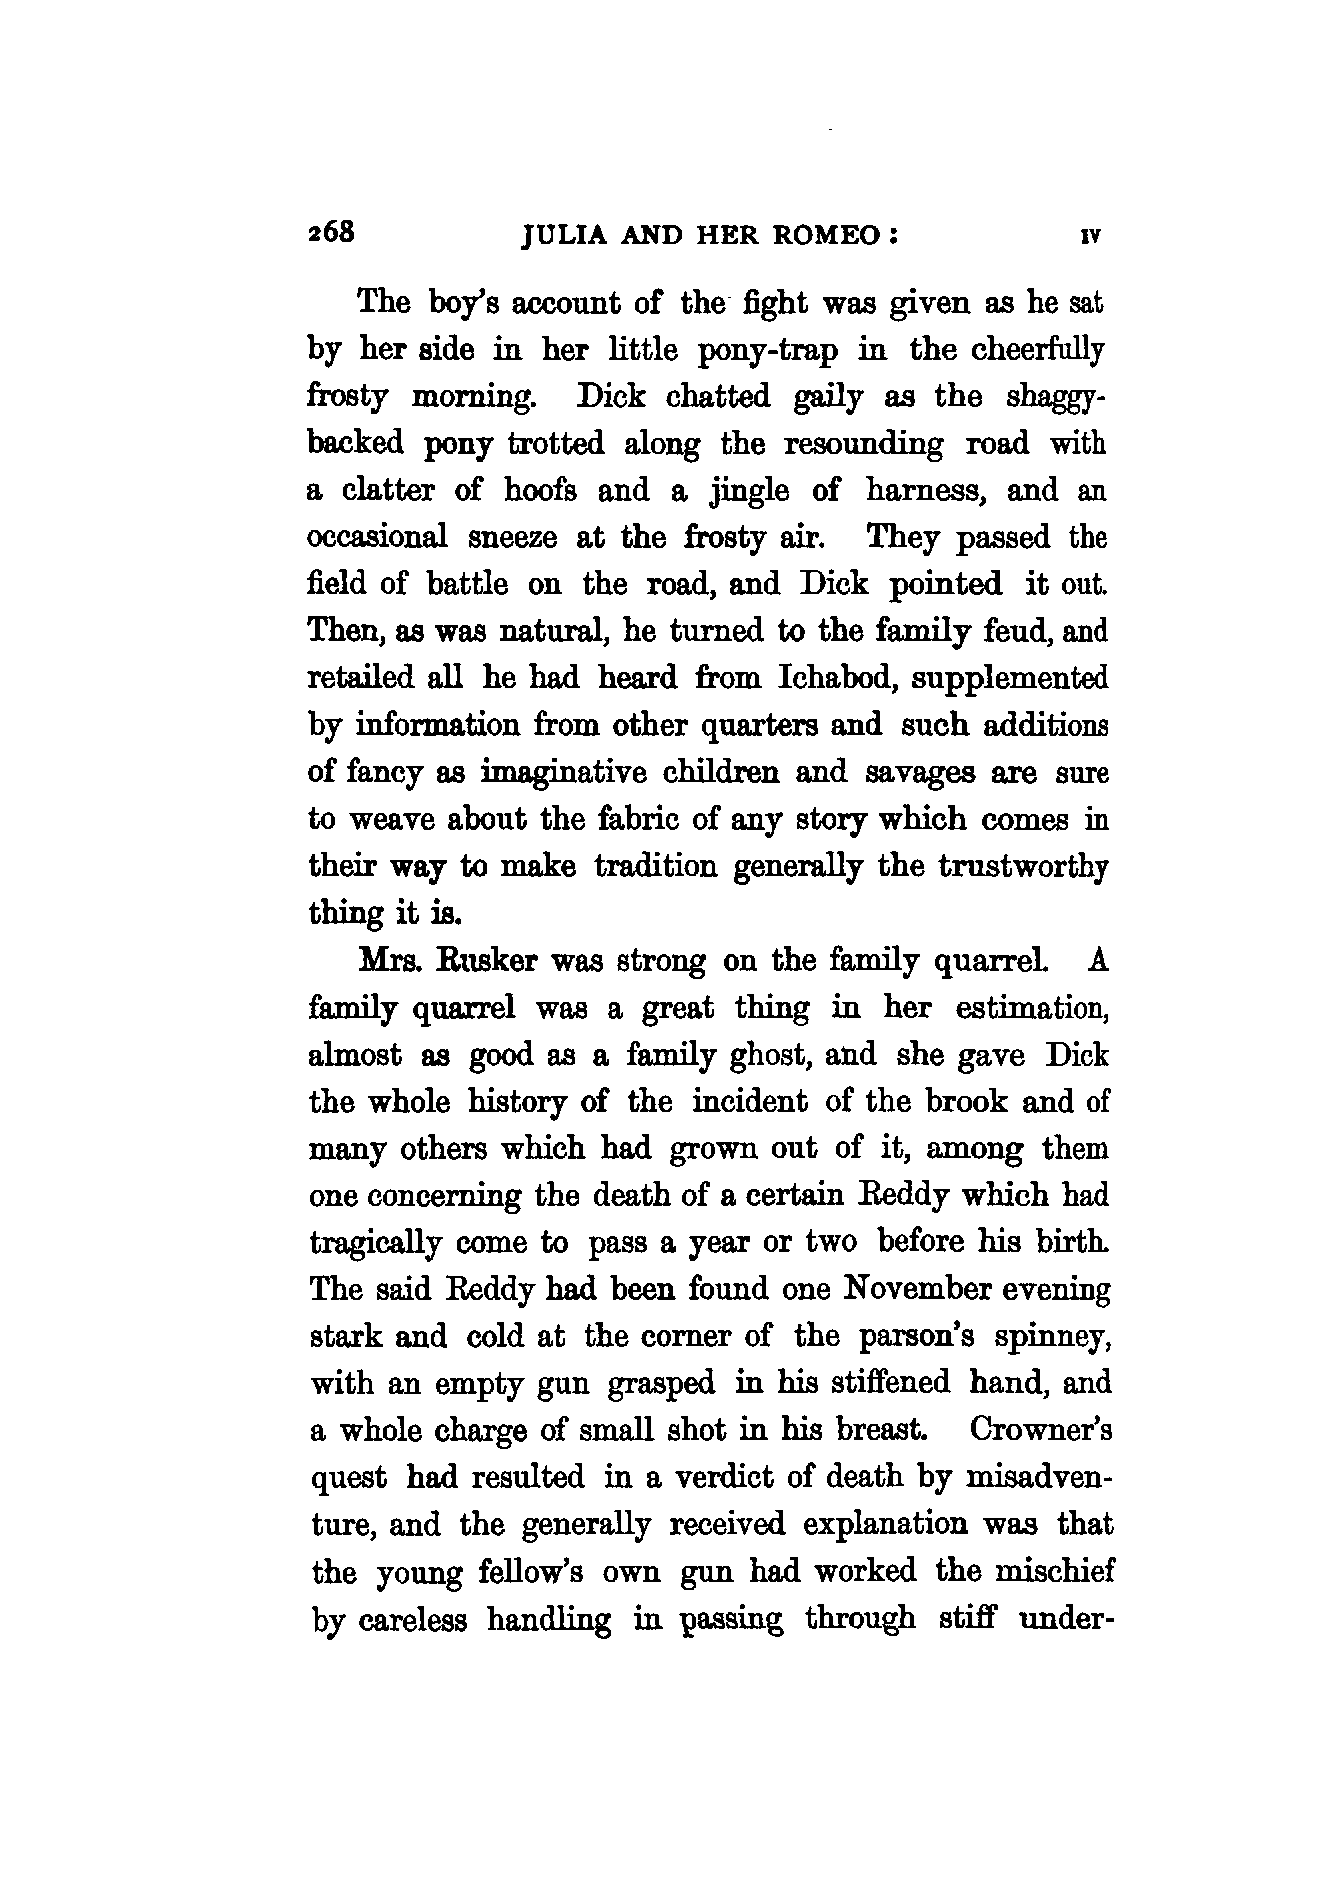 268 JULIA AND HER ROMEO: IV
The boy's account of the fight was given as he sat
by her side in her little pony-trap in the cheerfully
frosty morning. Dick chatted gaily as the shaggy-
backed pony trotted along the resounding road with
a clatter of hoofs and a jingle of harness, and an
occasional sneeze at the frosty air. They passed the
field of battle on the road, and Dick pointed it out.
Then, as was natural, he turned to the family feud, and
retailed all he had heard from Ichabod, supplemented
by information from other quarters and such additions
of fancy as imaginative children and savages are sure
to weave about the fabric of any story which comes in
their way to make tradition generally the trustworthy
thing it is.
Mrs. Rusker was strong on the family quarrel. A
family quarrel was a great thing in her estimation,
almost as good as a family ghost, and she gave Dick
the whole history of the incident of the brook and of
many others which had grown out of it, among them
one concerning the death of a certain Reddy which had
tragically come to pass a year or two before his birth.
The said Reddy had been found one November evening
stark and cold at the corner of the parson's spinney,
with an empty gun grasped in his stiffened hand, and
a whole charge of small shot in his breast. Crowner's
quest had resulted in a verdict of death by misadven-
ture, and the generally received explanation was that
the young fellow's own gun had worked the mischief
by careless handling in passing through stiff under-